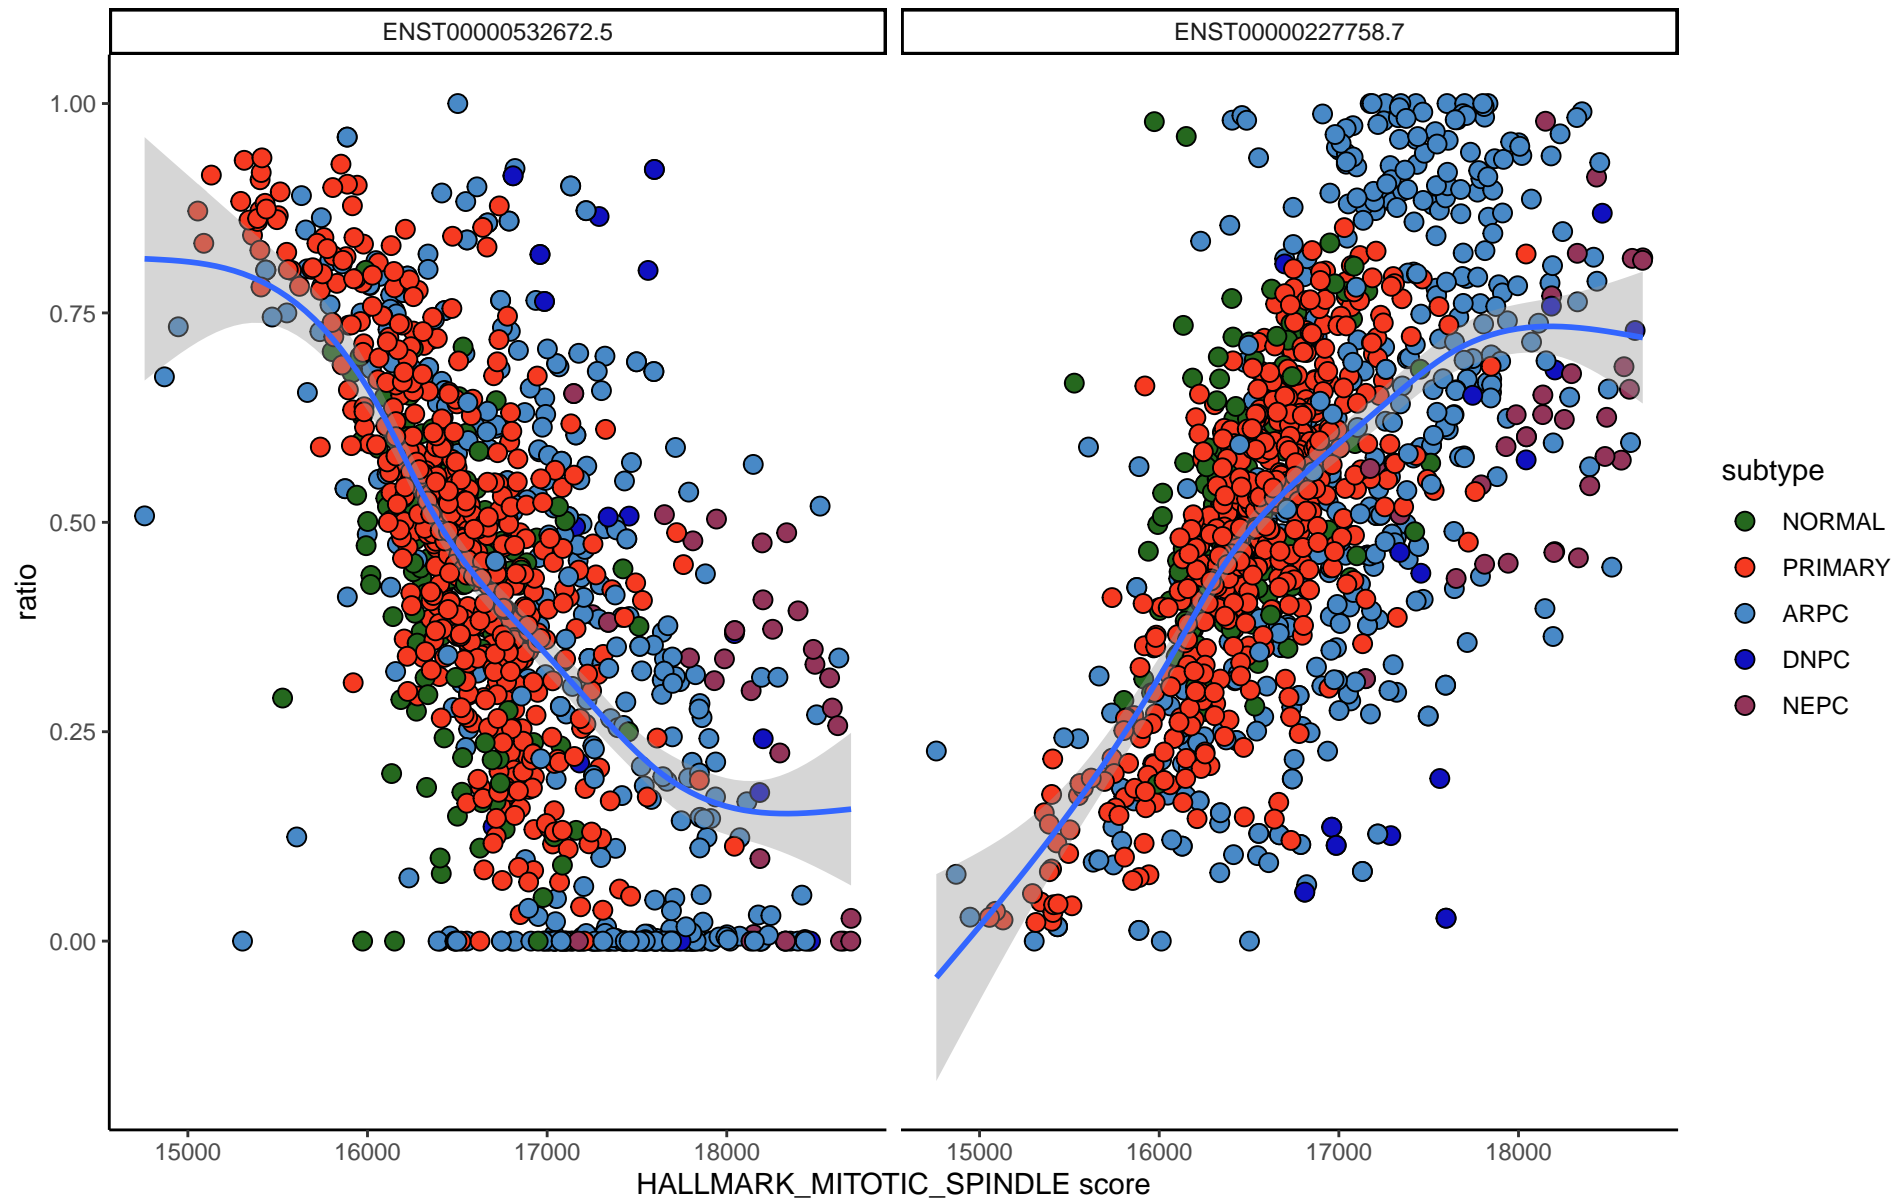 ENST00000532672.5
ENST00000227758.7
1.00
0.75
0.50
0.25
0.00
ratio
15000 16000 17000 18000
15000 16000 17000 18000
HALLMARK_MITOTIC_SPINDLE score
subtype
NORMAL
PRIMARY
ARPC
DNPC
NEPC